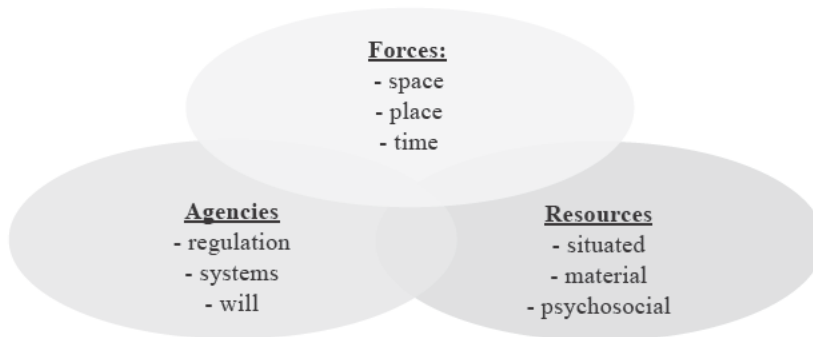 Forces:
- space
- place
- time
Agencies
- regulation
- systems
- will
Resources
- situated
- material
- psychosocial